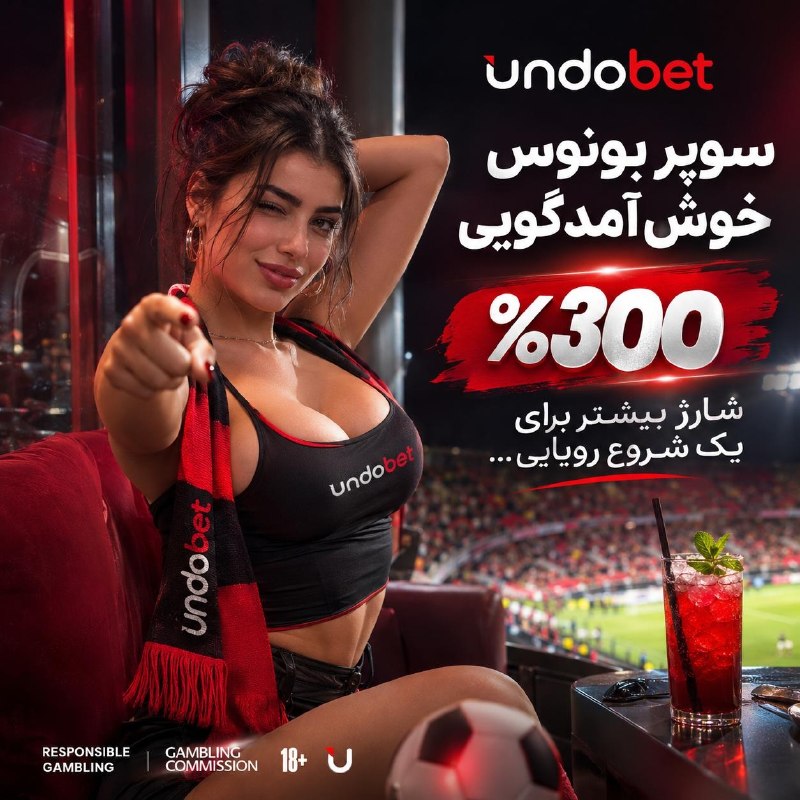 undobet
سوپر بونوس
خوش‌آمدگویی
%300
شارژ بیشتر برای
یک شروع رویایی...
undobet
undobet
RESPONSIBLE
GAMBLING
GAMBLING
COMMISSION
18+
U